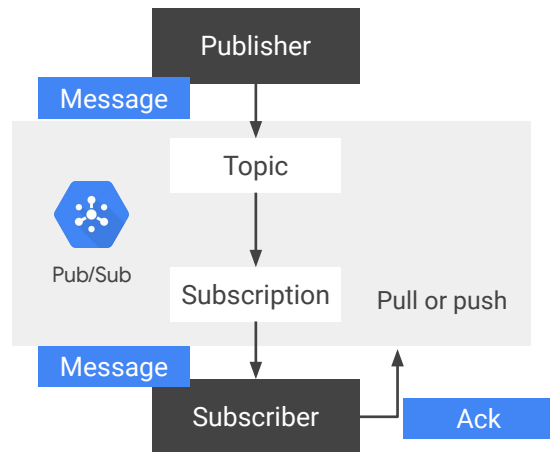 Publisher
Message
Topic
Pub/Sub
Subscription
Pull or push
Message
Subscriber
Ack